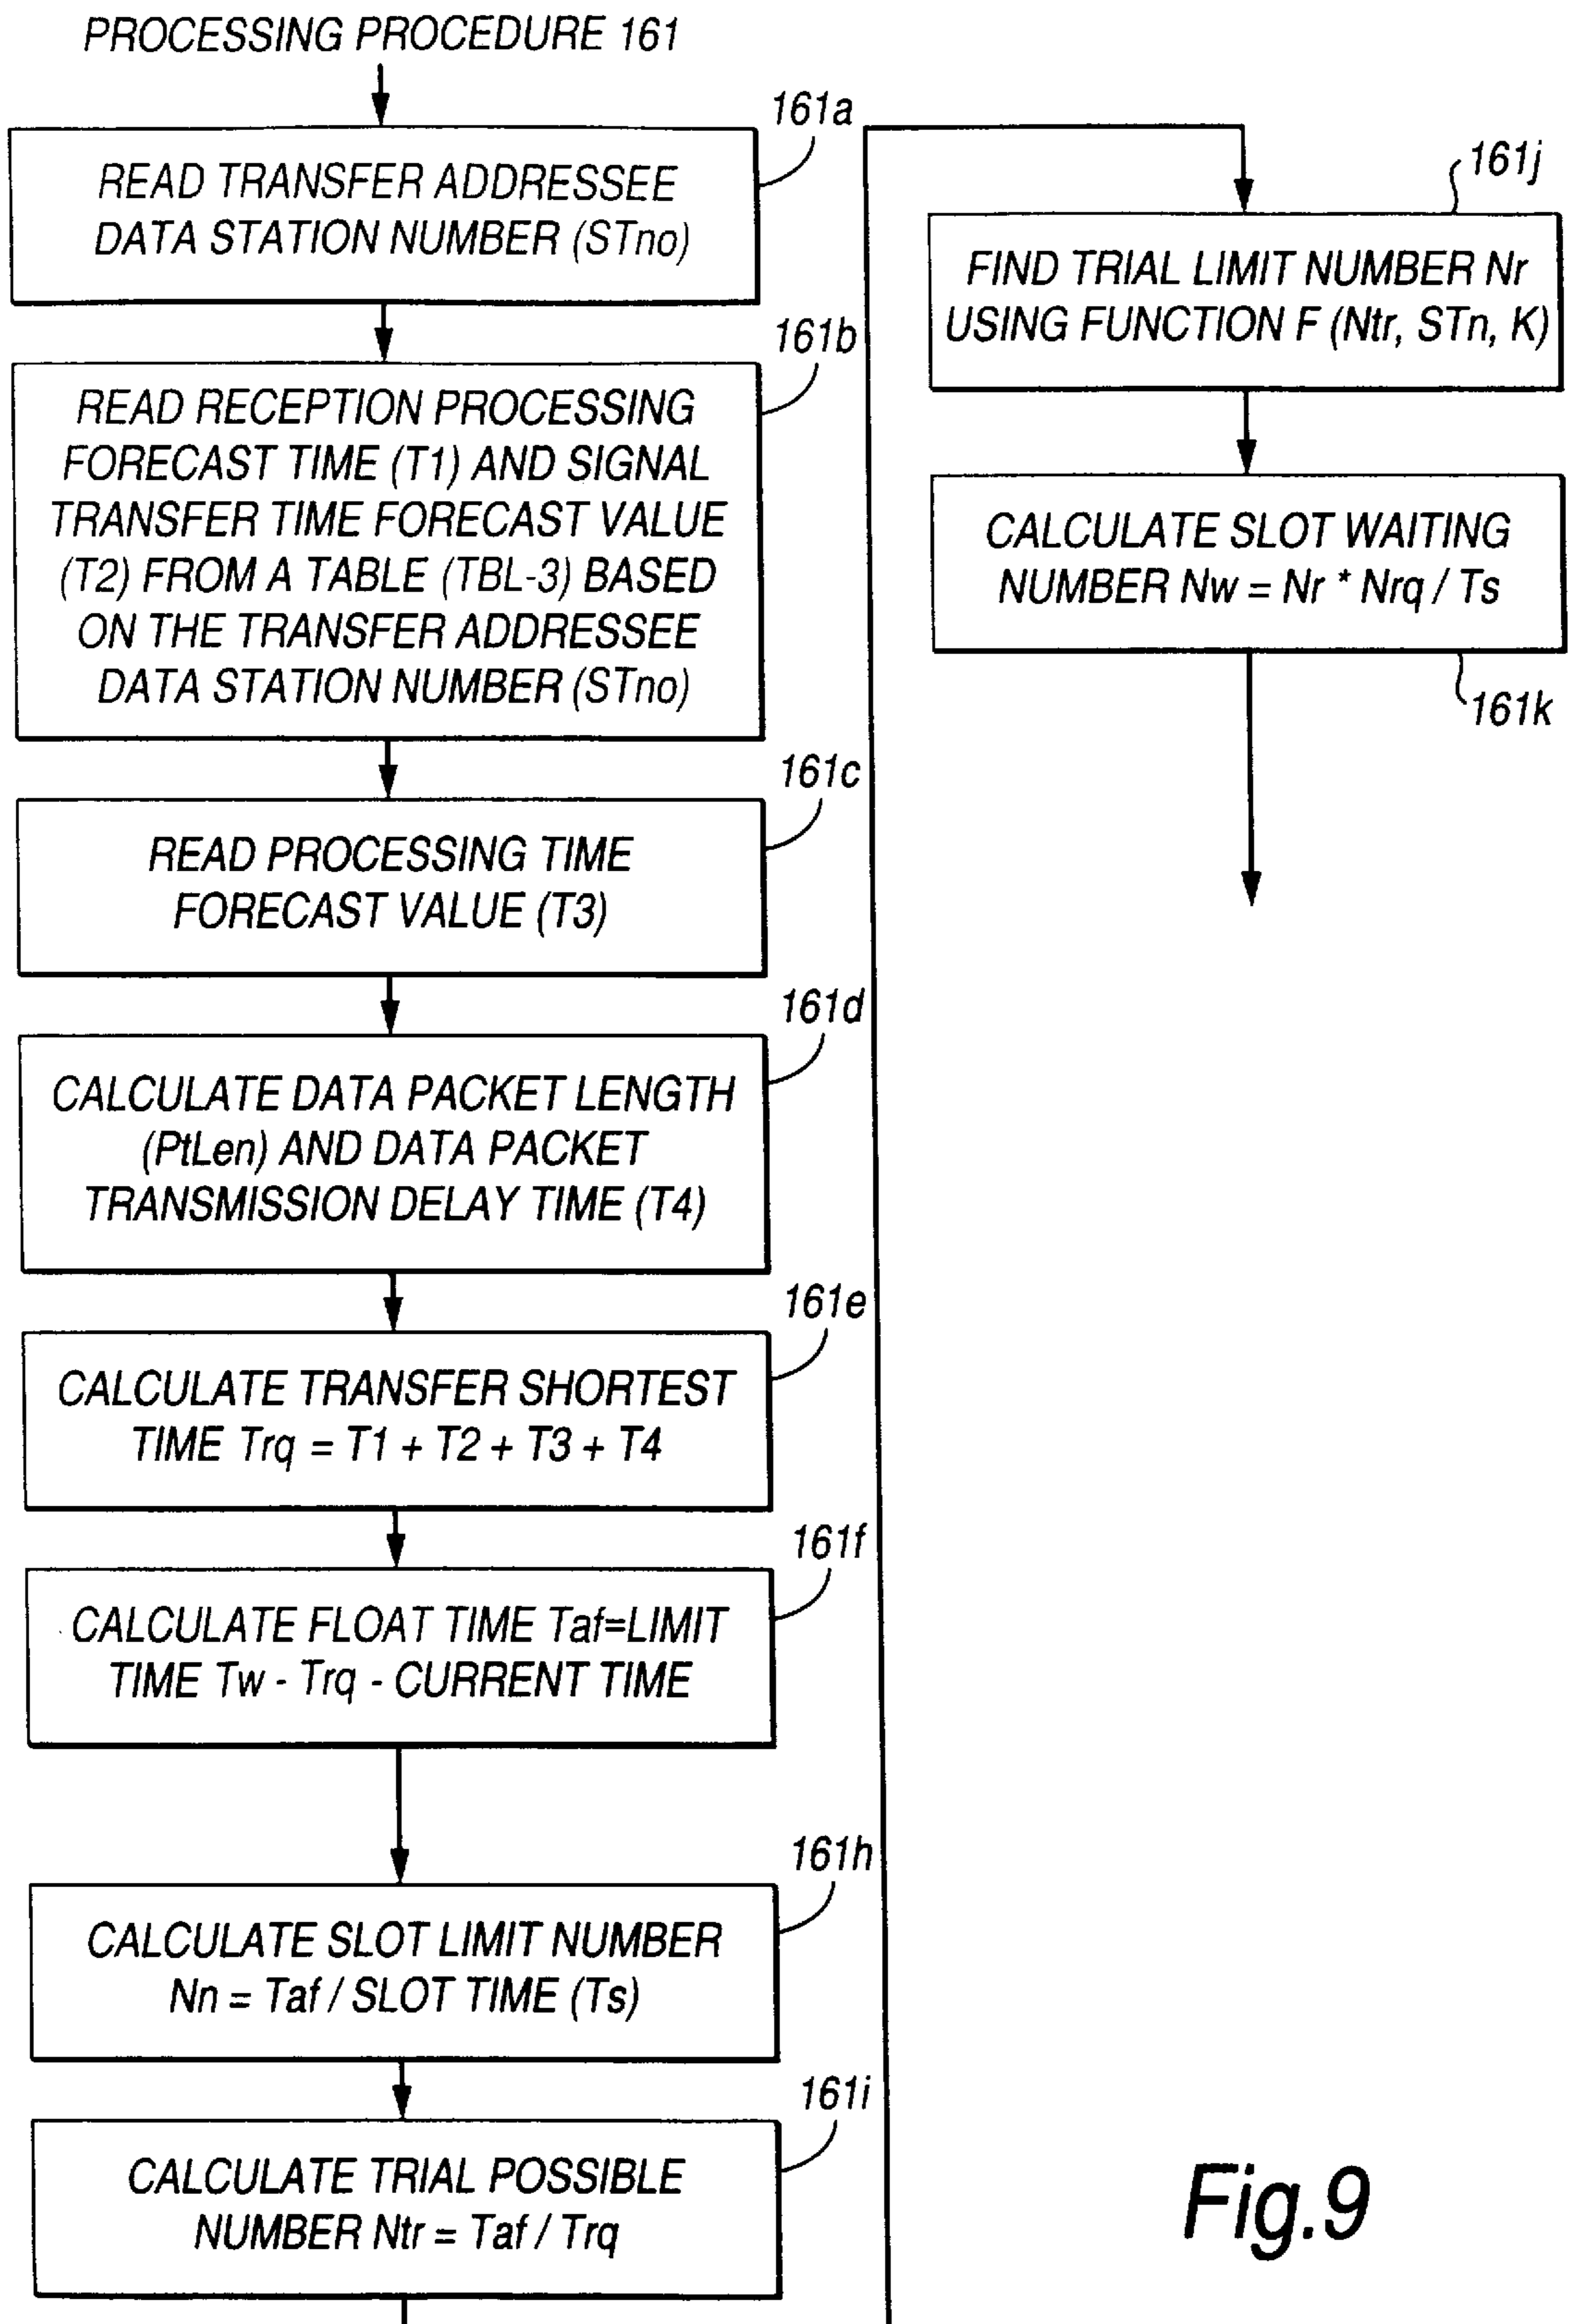 PROCESSING PROCEDURE 161
161a
READ TRANSFER ADDRESSEE
DATA STATION NUMBER (STno)
161b
READ RECEPTION PROCESSING
FORECAST TIME (T1) AND SIGNAL
TRANSFER TIME FORECAST VALUE
(T2) FROM A TABLE (TBL-3) BASED
ON THE TRANSFER ADDRESSEE
DATA STATION NUMBER (STno)
161c
READ PROCESSING TIME
FORECAST VALUE (T3)
161d
CALCULATE DATA PACKET LENGTH
(PtLen) AND DATA PACKET
TRANSMISSION DELAY TIME (T4)
161e
CALCULATE TRANSFER SHORTEST
TIME Trq = T1 + T2 + T3 + T4
161f
CALCULATE FLOAT TIME Taf=LIMIT
TIME Tw - Trq - CURRENT TIME
161h
CALCULATE SLOT LIMIT NUMBER
Nn = Taf / SLOT TIME (Ts)
161i
CALCULATE TRIAL POSSIBLE
NUMBER Ntr = Taf / Trq
161j
FIND TRIAL LIMIT NUMBER Nr
USING FUNCTION F (Ntr, STn, K)
CALCULATE SLOT WAITING
NUMBER Nw = Nr * Nrq / Ts
161k
Fig.9